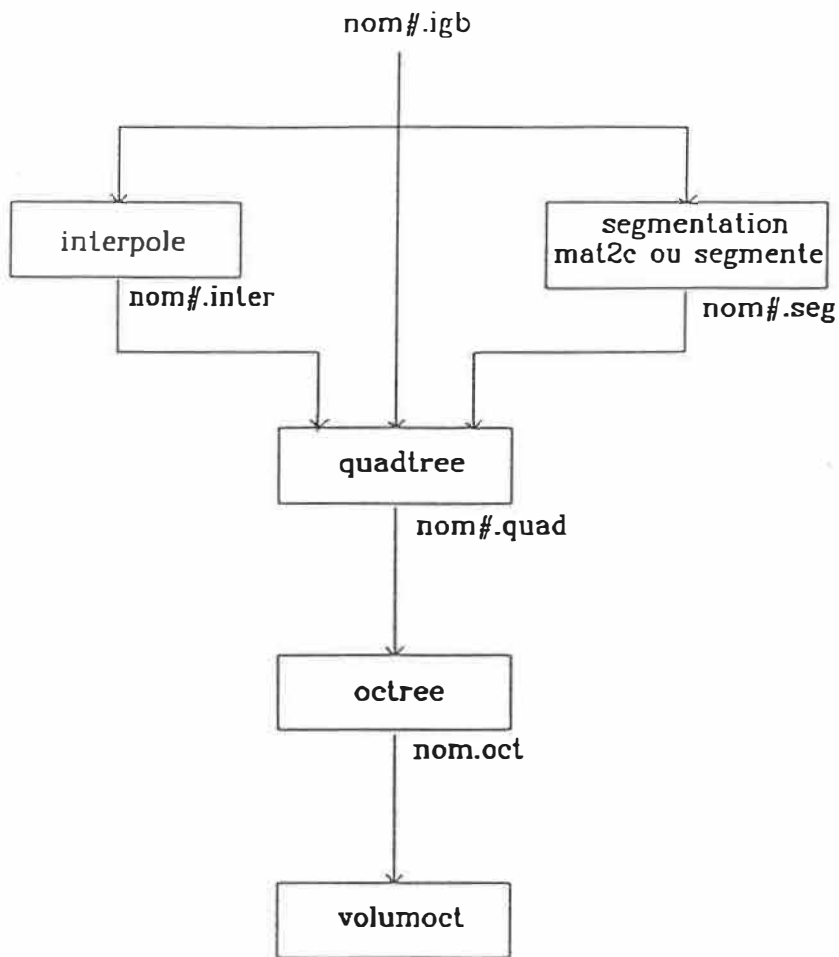 nom#.igb
interpole
segmentation
mat2c ou segmente
nom#.inter
nom#.seg
quadtree
nom#.quad
octree
nom.oct
volumoct